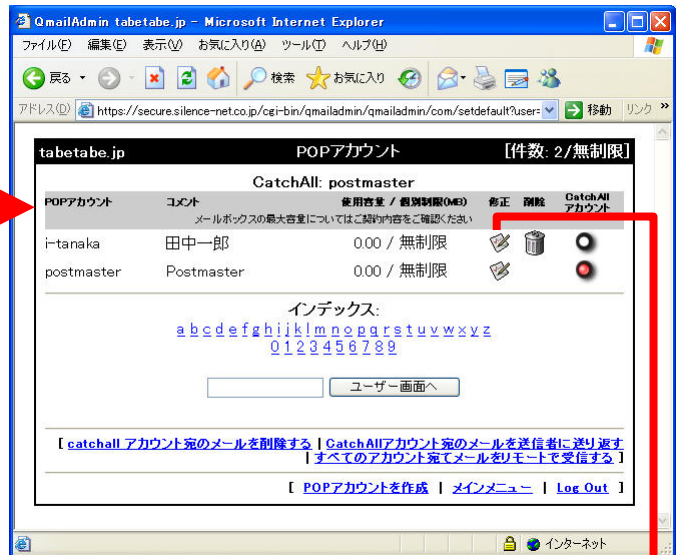 QmailAdmin tabetabe.jp - Microsoft Internet Explorer
ファイル(F) 編集(E) 表示(V) お気に入り(A) ツール(T) ヘルプ(H)
戻る 検索 お気に入り
アドレス(D) https://secure.silence-net.co.jp/cgi-bin/qmailadmin/qmailadmin/com/setdefault?user= 移動 リンク »
tabetabe.jp POPアカウント [件数: 2/無制限]
CatchAll: postmaster
POPアカウント コメント 使用容量 / 個別制限(MB) 修正 削除 CatchAll アカウント
メールボックスの最大容量についてはご契約内容をご確認ください
i-tanaka 田中一郎 0.00 / 無制限
postmaster Postmaster 0.00 / 無制限
インデックス:
a b c d e f g h i j k l m n o p q r s t u v w x y z
0 1 2 3 4 5 6 7 8 9
ユーザー画面へ
[ catchall アカウント宛のメールを削除する | CatchAllアカウント宛のメールを送信者に送り返す
| すべてのアカウント宛てメールをリモートで受信する ]
[ POPアカウントを作成 | メインメニュー | Log Out ]
インターネット